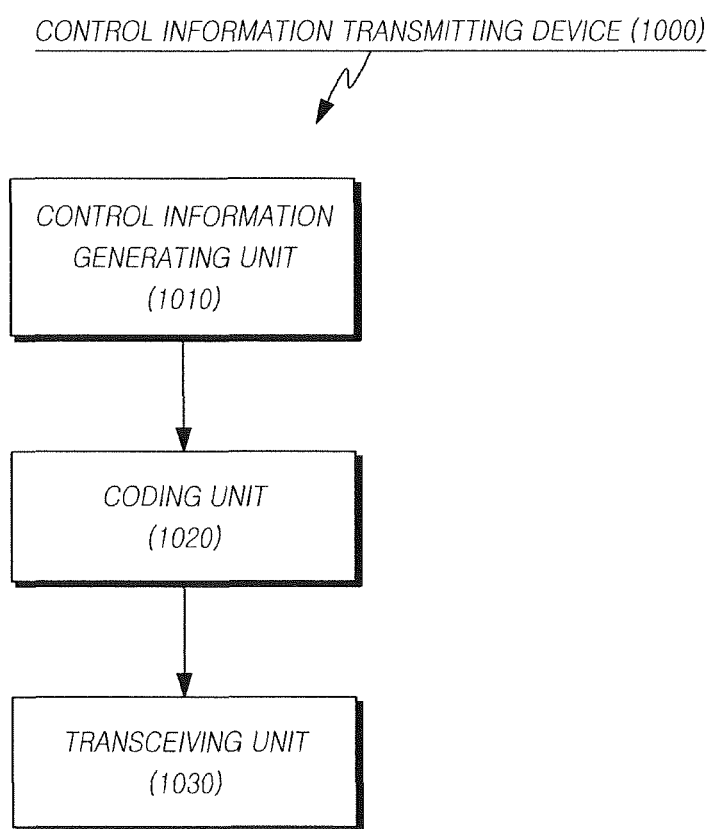 CONTROL INFORMATION TRANSMITTING DEVICE (1000)
CONTROL INFORMATION
GENERATING UNIT
(1010)
CODING UNIT
(1020)
TRANSCEIVING UNIT
(1030)